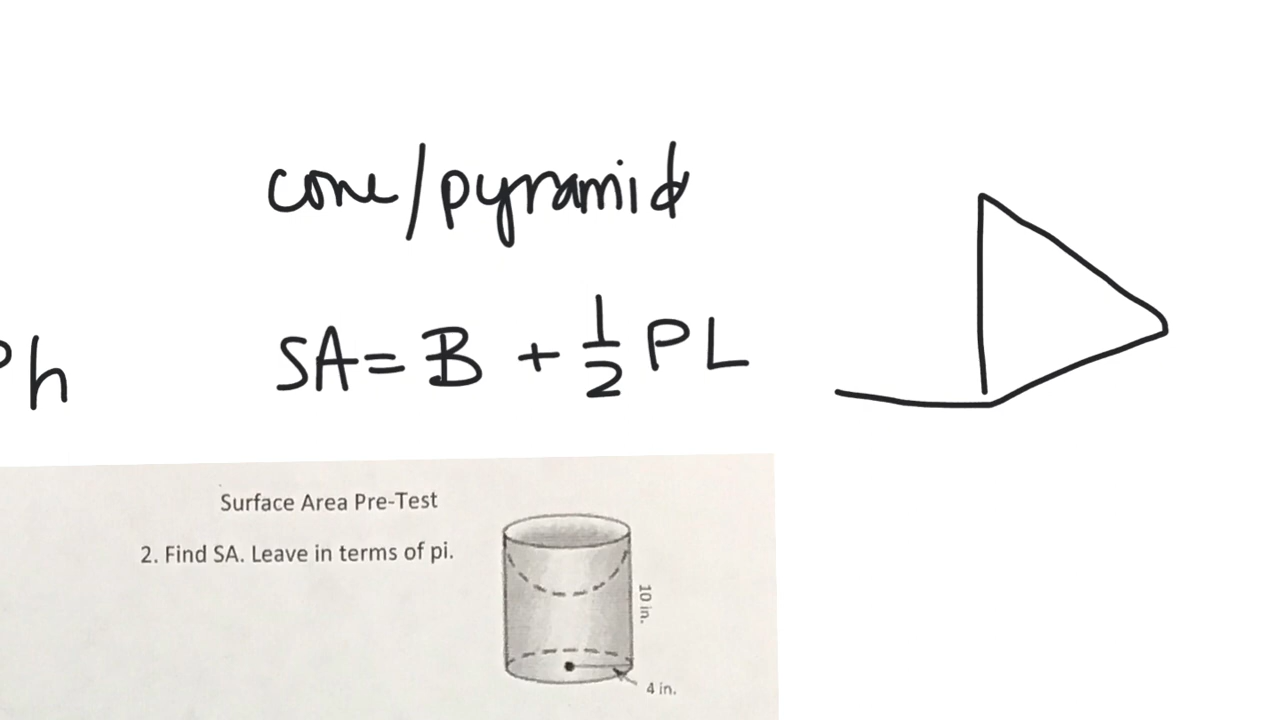 cone/pyramid
Ph
SA = B + 1/2 PL
Surface Area Pre-Test
2. Find SA. Leave in terms of pi.
10 in.
4 in.